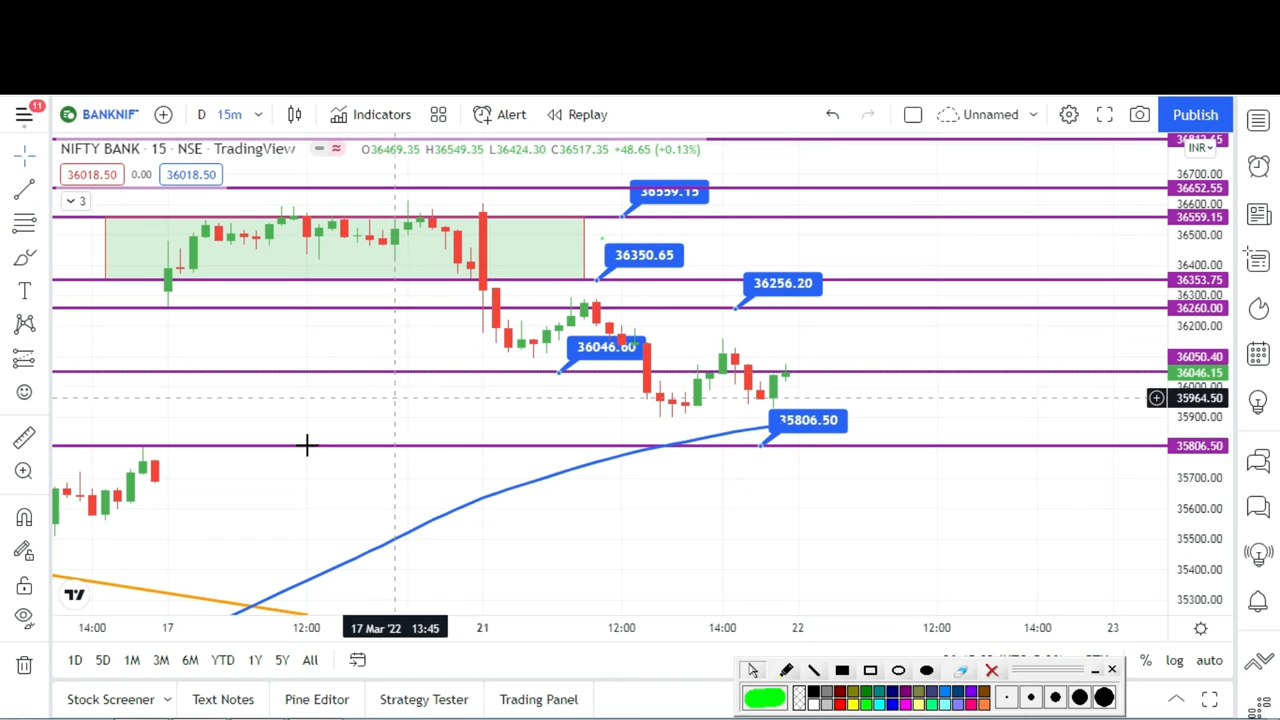 11
BANKNIF
D 15m
Indicators
Alert
Replay
Unnamed
Publish
NIFTY BANK · 15 · NSE · TradingView
O36469.35 H36549.35 L36424.30 C36517.35 +48.65 (+0.13%)
INR
36018.50 0.00 36018.50
3
36700.00
36559.15
36652.55
36600.00
36559.15
36500.00
36350.65
36400.00
36353.75
36256.20
36300.00
36260.00
36200.00
36046.60
36050.40
36046.15
36000.00
35964.50
35900.00
35806.50
35806.50
35700.00
35600.00
35500.00
35400.00
35300.00
14:00 17 12:00 17 Mar '22 13:45 21 12:00 14:00 22 12:00 14:00 23
1D 5D 1M 3M 6M YTD 1Y 5Y All
% log auto
Stock Screener Text Notes Pine Editor Strategy Tester Trading Panel